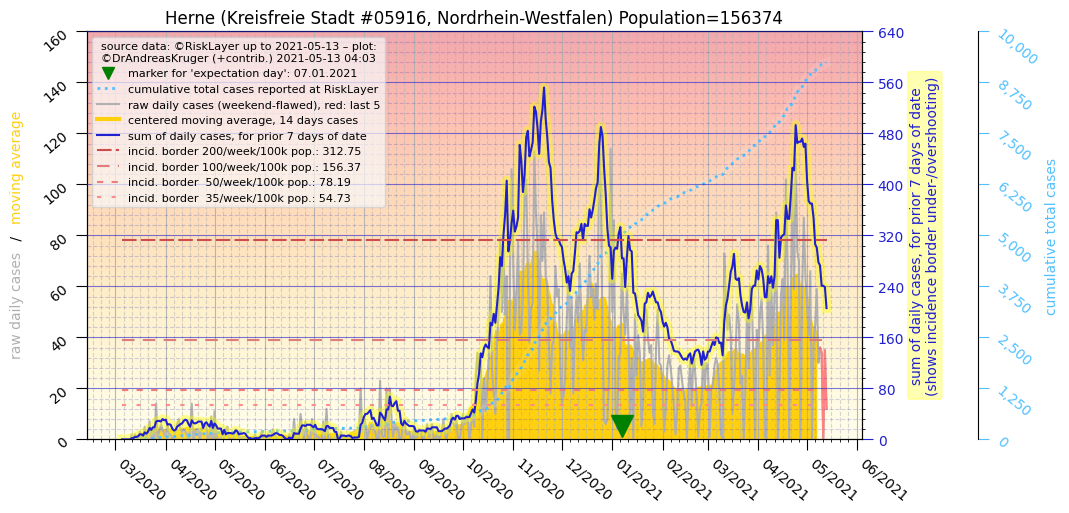 Herne (Kreisfreie Stadt #05916, Nordrhein-Westfalen) Population=156374
source data: ©RiskLayer up to 2021-05-13 – plot:
©DrAndreasKruger (+contrib.) 2021-05-13 04:03
marker for 'expectation day': 07.01.2021
cumulative total cases reported at RiskLayer
raw daily cases (weekend-flawed), red: last 5
centered moving average, 14 days cases
sum of daily cases, for prior 7 days of date
incid. border 200/week/100k pop.: 312.75
incid. border 100/week/100k pop.: 156.37
incid. border  50/week/100k pop.: 78.19
incid. border  35/week/100k pop.: 54.73
raw daily cases / moving average
160
140
120
100
80
60
40
20
0
640
560
480
400
320
240
160
80
0
sum of daily cases, for prior 7 days of date
(shows incidence border under-/overshooting)
10,000
8,750
7,500
6,250
5,000
3,750
2,500
1,250
0
cumulative total cases
03/2020
04/2020
05/2020
06/2020
07/2020
08/2020
09/2020
10/2020
11/2020
12/2020
01/2021
02/2021
03/2021
04/2021
05/2021
06/2021